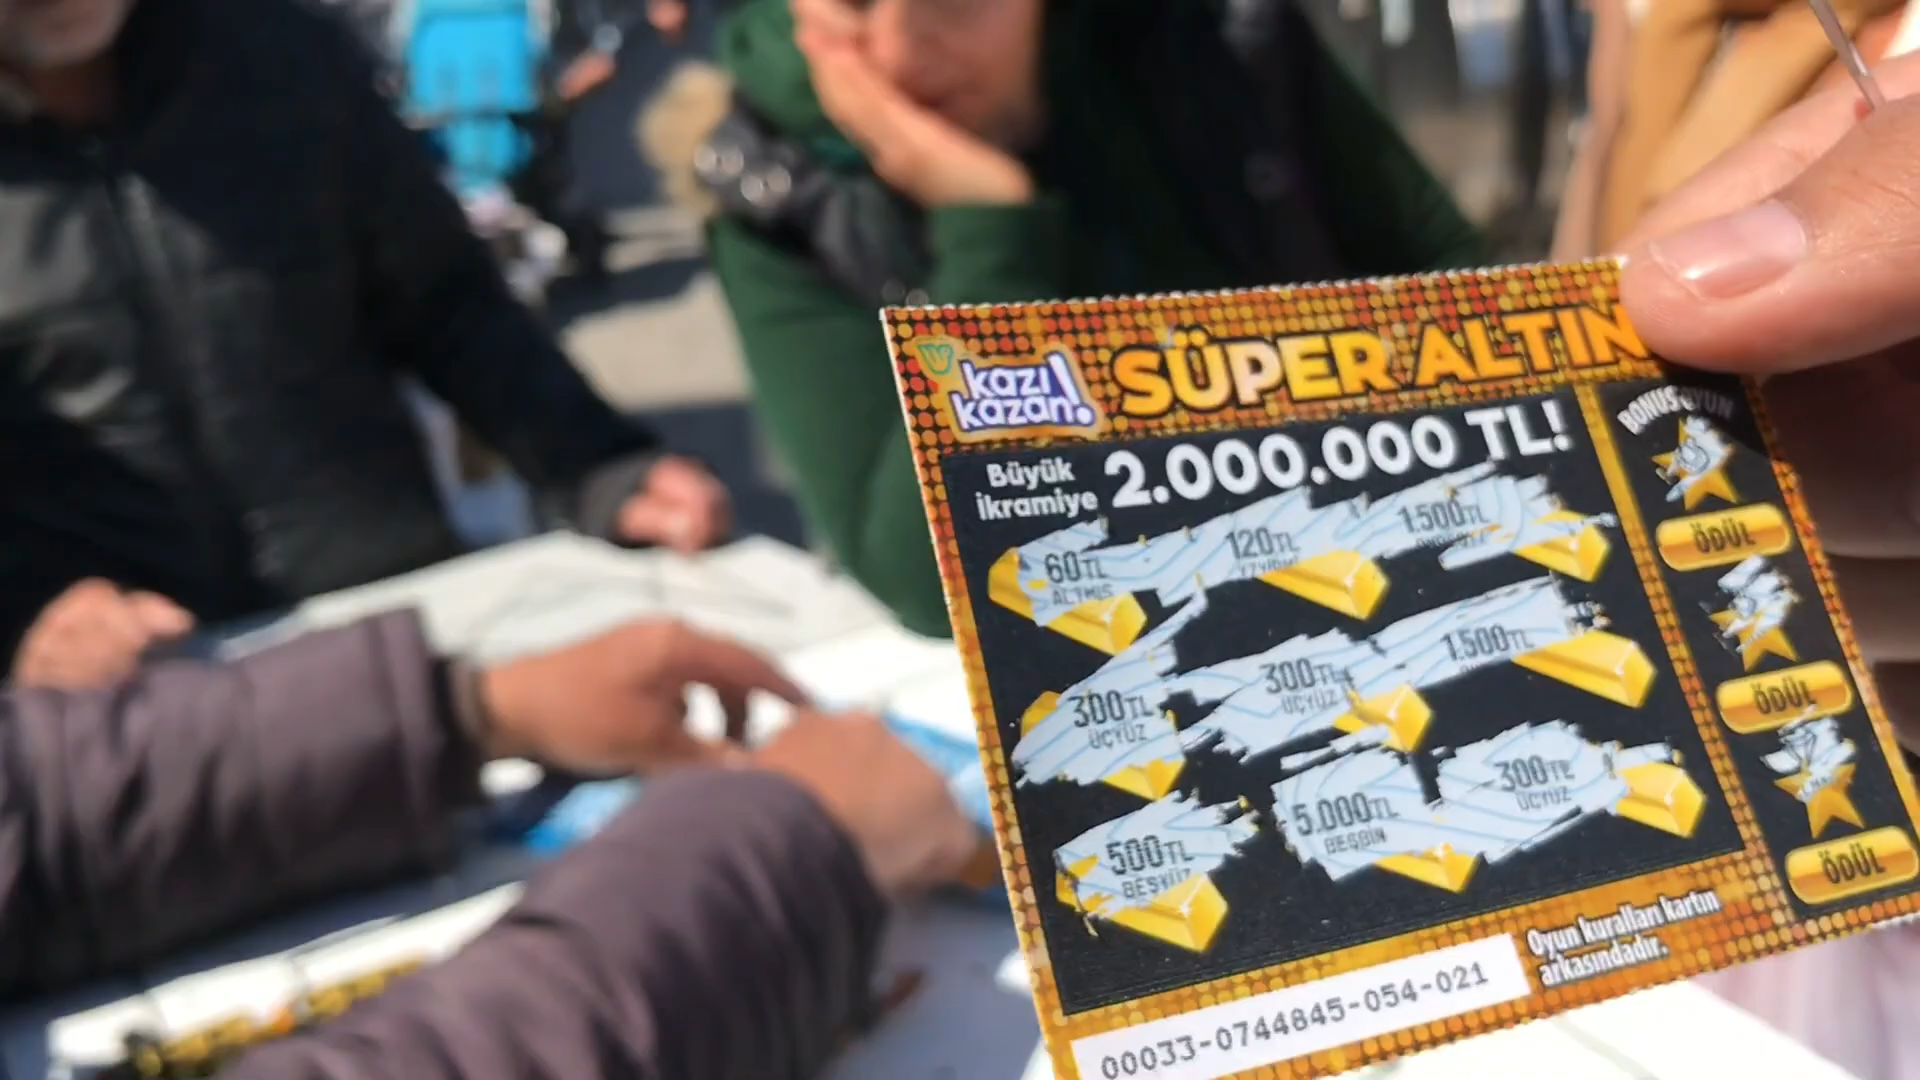 kazı
kazan!
SÜPER ALTIN
Büyük
İkramiye
2.000.000 TL!
BONUS OYUN
60TL
ALTMIŞ
120TL
1.500TL
300TL
ÜÇYÜZ
300TL
ÜÇYÜZ
1.500TL
500TL
BEŞYÜZ
5.000TL
BEŞBİN
300TL
ÜÇYÜZ
ÖDÜL
ÖDÜL
ÖDÜL
Oyun kuralları kartın
arkasındadır.
00033-0744845-054-021